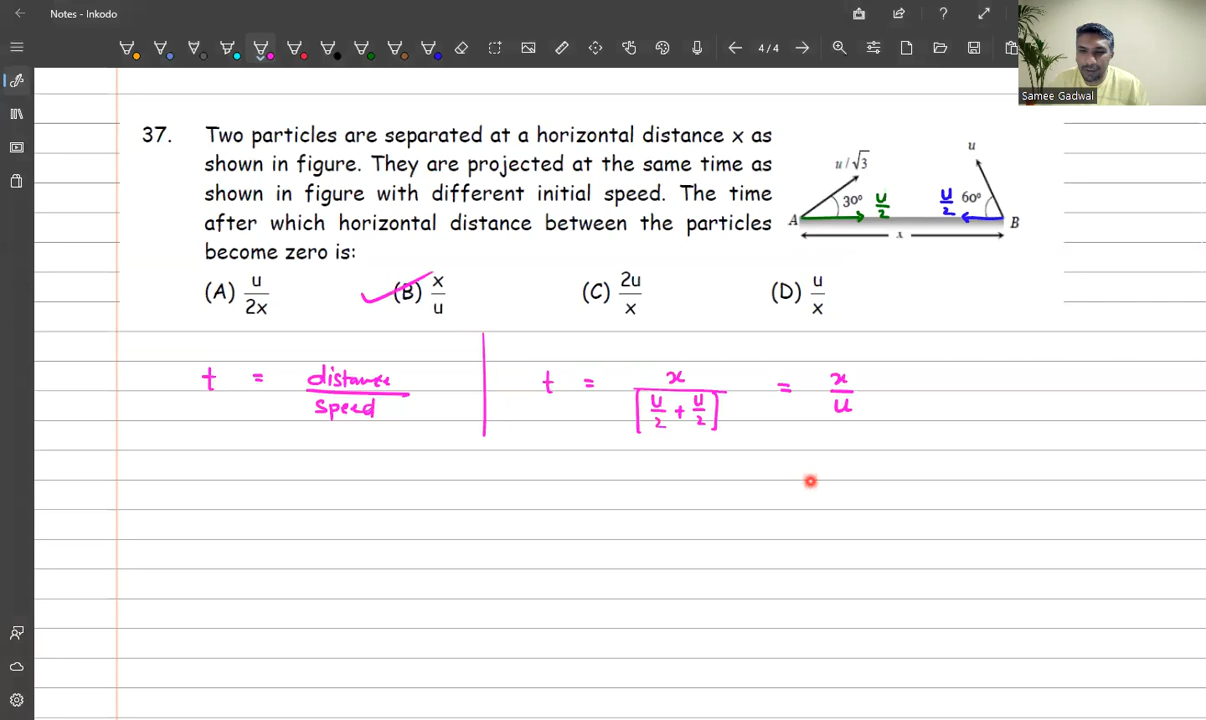 Notes - Inkodo
4/4
Samee Gadwal
37. Two particles are separated at a horizontal distance x as
shown in figure. They are projected at the same time as
shown in figure with different initial speed. The time
after which horizontal distance between the particles
become zero is:
u/√3
u
30°
u/2
u/2
60°
A
B
x
(A) u/2x (B) x/u (C) 2u/x (D) u/x
t = distance/speed
t = x/[u/2 + u/2] = x/u